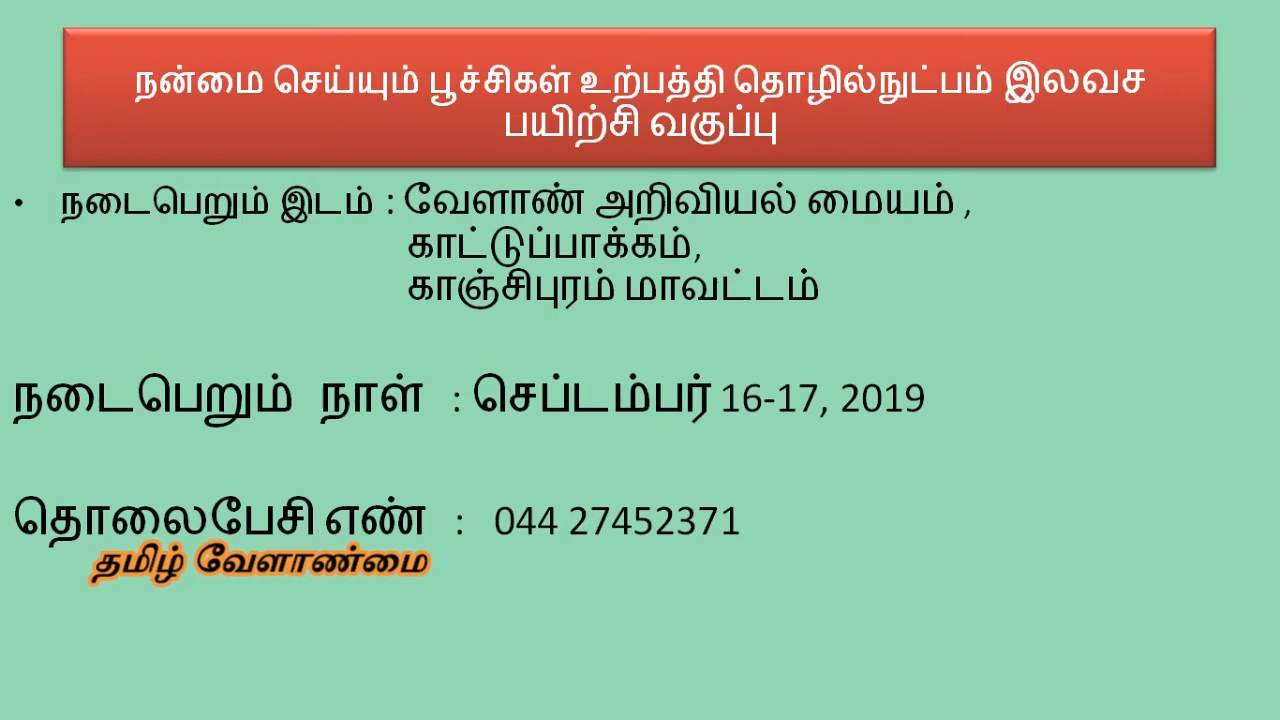 நன்மை செய்யும் பூச்சிகள் உற்பத்தி தொழில்நுட்பம் இலவச
பயிற்சி வகுப்பு
• நடைபெறும் இடம் : வேளாண் அறிவியல் மையம் ,
காட்டுப்பாக்கம்,
காஞ்சிபுரம் மாவட்டம்
நடைபெறும் நாள் : செப்டம்பர் 16-17, 2019
தொலைபேசி எண் : 044 27452371
தமிழ் வேளாண்மை